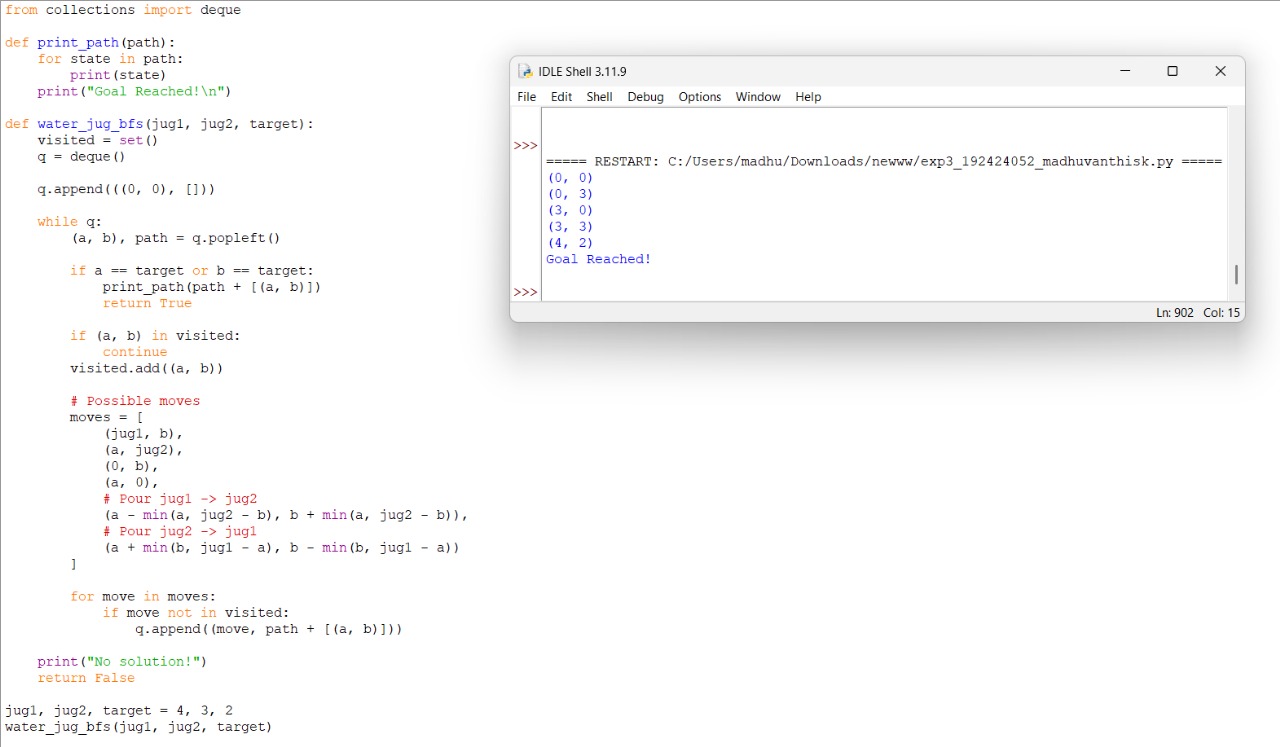 from collections import deque

def print_path(path):
    for state in path:
        print(state)
    print("Goal Reached!\n")

def water_jug_bfs(jug1, jug2, target):
    visited = set()
    q = deque()

    q.append(((0, 0), []))

    while q:
        (a, b), path = q.popleft()

        if a == target or b == target:
            print_path(path + [(a, b)])
            return True

        if (a, b) in visited:
            continue
        visited.add((a, b))

        # Possible moves
        moves = [
            (jug1, b),
            (a, jug2),
            (0, b),
            (a, 0),
            # Pour jug1 -> jug2
            (a - min(a, jug2 - b), b + min(a, jug2 - b)),
            # Pour jug2 -> jug1
            (a + min(b, jug1 - a), b - min(b, jug1 - a))
        ]

        for move in moves:
            if move not in visited:
                q.append((move, path + [(a, b)]))

    print("No solution!")
    return False

jug1, jug2, target = 4, 3, 2
water_jug_bfs(jug1, jug2, target)

IDLE Shell 3.11.9
File Edit Shell Debug Options Window Help
>>>
===== RESTART: C:/Users/madhu/Downloads/newww/exp3_192424052_madhuvanthisk.py =====
(0, 0)
(0, 3)
(3, 0)
(3, 3)
(4, 2)
Goal Reached!
>>>
Ln: 902 Col: 15